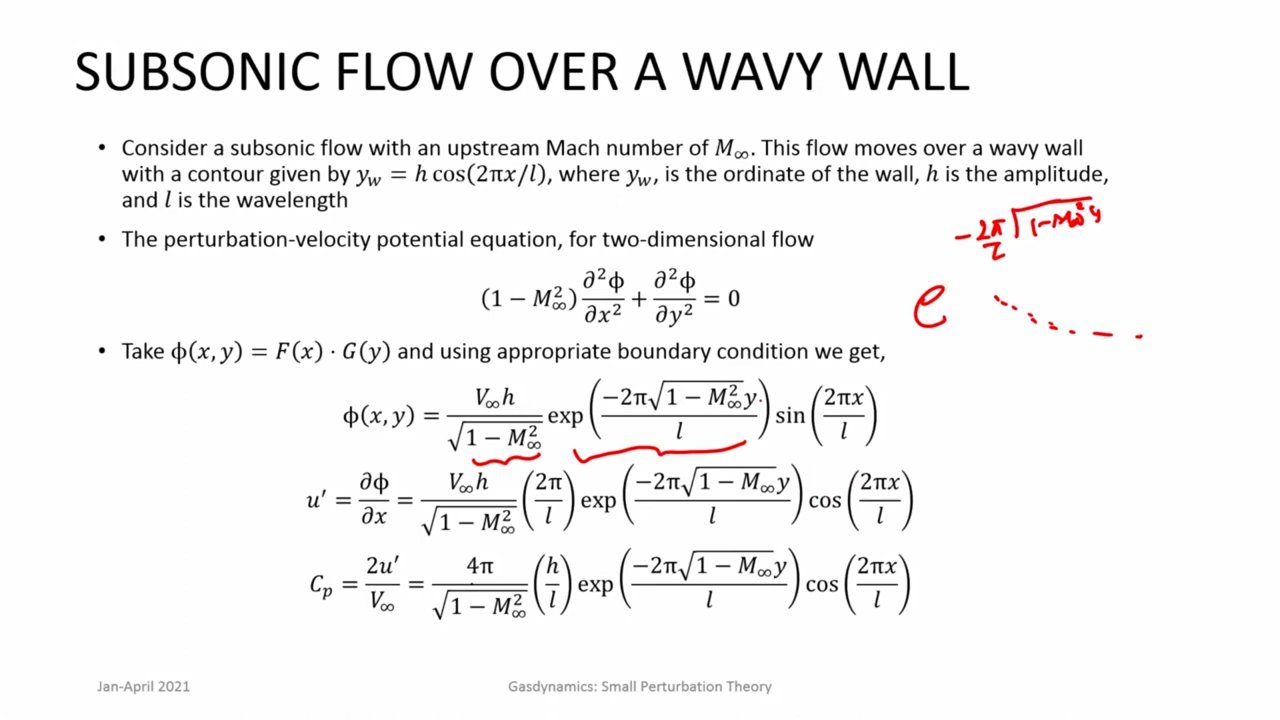 SUBSONIC FLOW OVER A WAVY WALL
• Consider a subsonic flow with an upstream Mach number of M∞. This flow moves over a wavy wall
with a contour given by y_w = h cos(2πx/l), where y_w, is the ordinate of the wall, h is the amplitude,
and l is the wavelength
• The perturbation-velocity potential equation, for two-dimensional flow
(1 − M∞²) ∂²ϕ/∂x² + ∂²ϕ/∂y² = 0
e^(−2π/l √(1−M∞²) y)
• Take ϕ(x, y) = F(x) · G(y) and using appropriate boundary condition we get,
ϕ(x, y) = V∞h/√(1 − M∞²) exp(−2π√(1 − M∞²)y/l) sin(2πx/l)
u′ = ∂ϕ/∂x = V∞h/√(1 − M∞²) (2π/l) exp(−2π√(1 − M∞)y/l) cos(2πx/l)
C_p = 2u′/V∞ = 4π/√(1 − M∞²) (h/l) exp(−2π√(1 − M∞)y/l) cos(2πx/l)
Jan-April 2021
Gasdynamics: Small Perturbation Theory